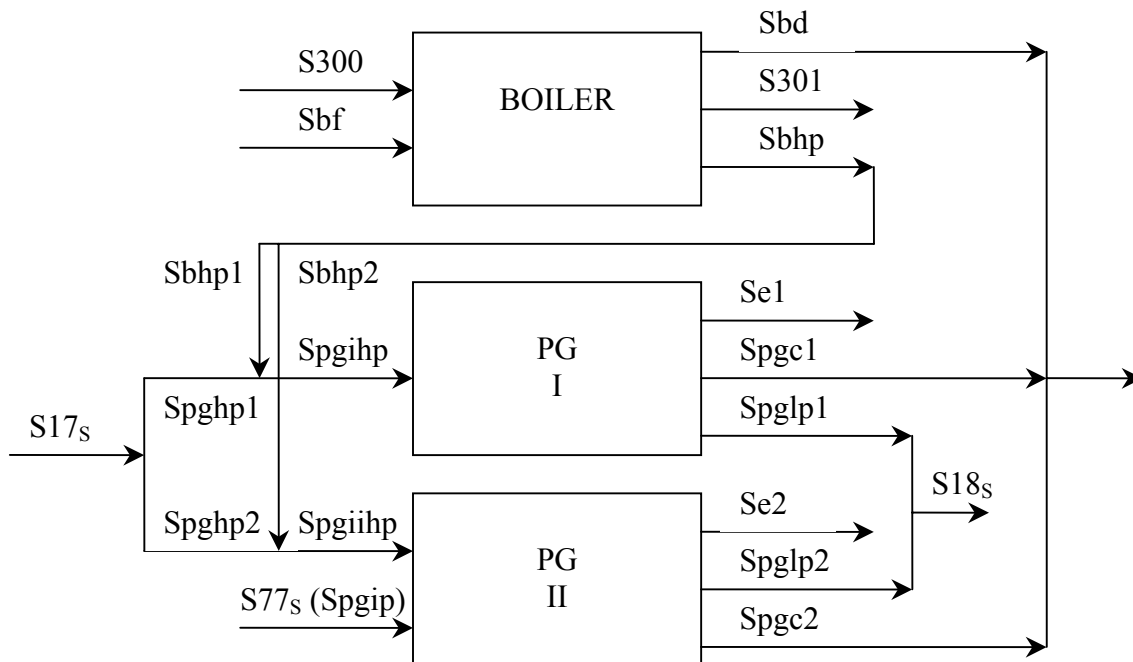 Sbd
S300
S301
BOILER
Sbf
Sbhp
Sbhp1
Sbhp2
Se1
Spgihp
PG
I
Spgc1
Spghp1
Spglp1
S17S
S18S
Spghp2
Spgiihp
Se2
PG
II
Spglp2
S77S (Spgip)
Spgc2